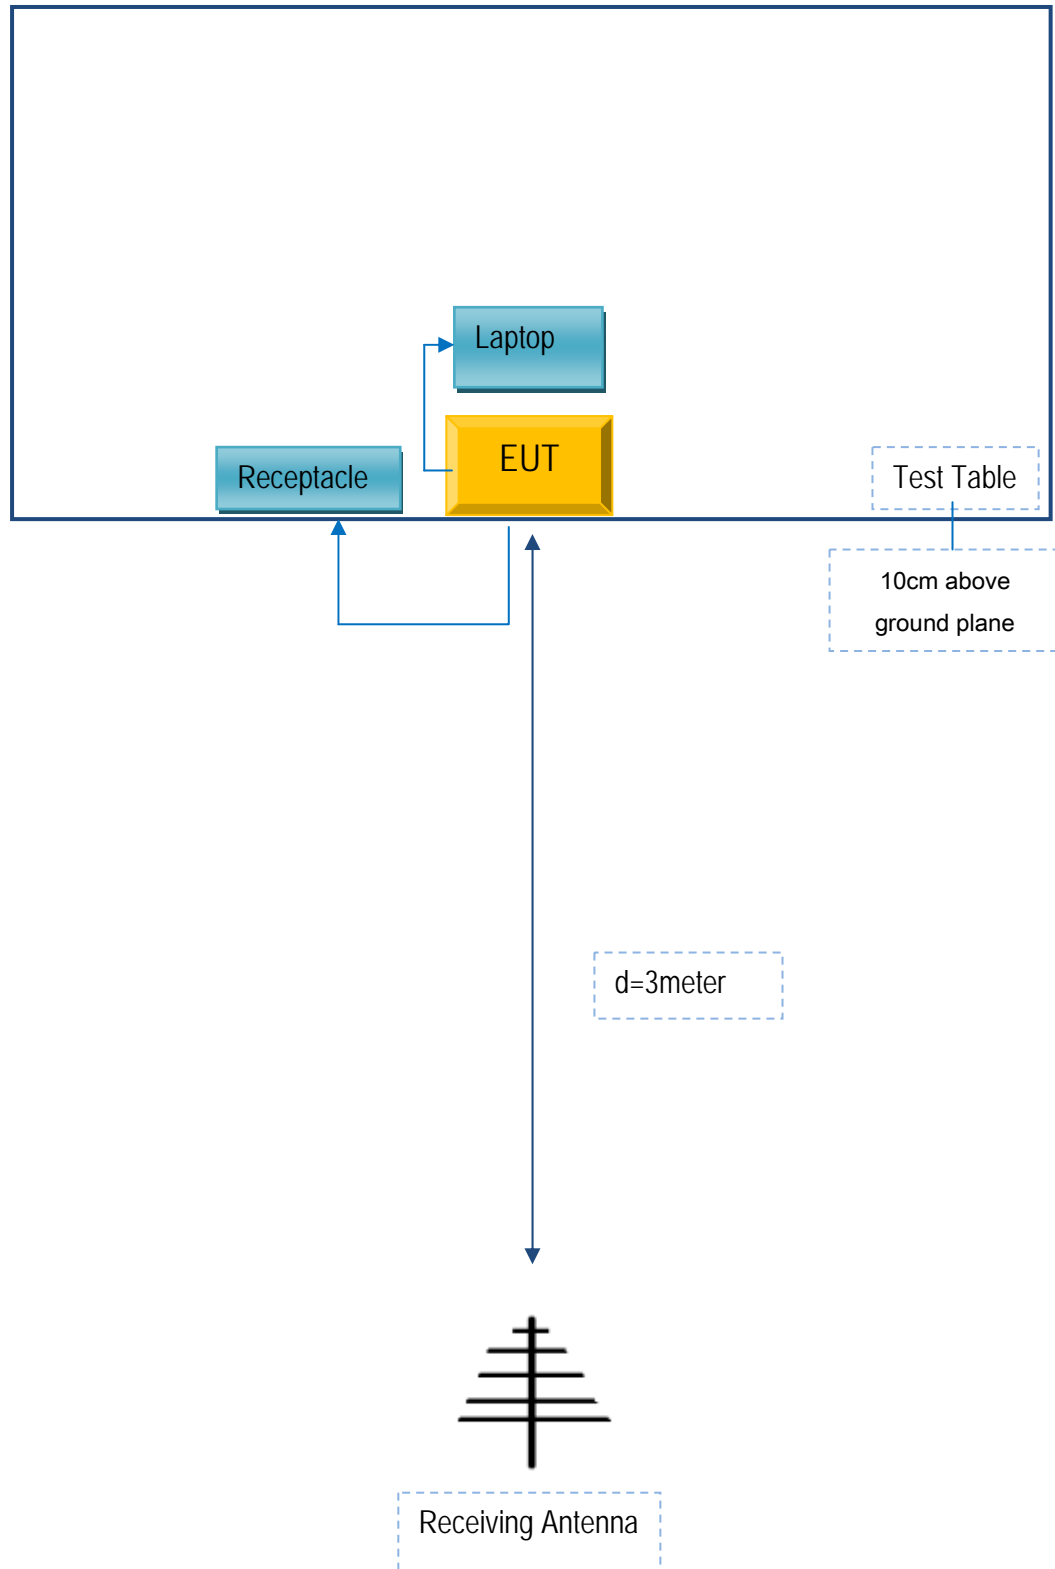 Laptop
EUT
Receptacle
Test Table
10cm above
ground plane
d=3meter
Receiving Antenna